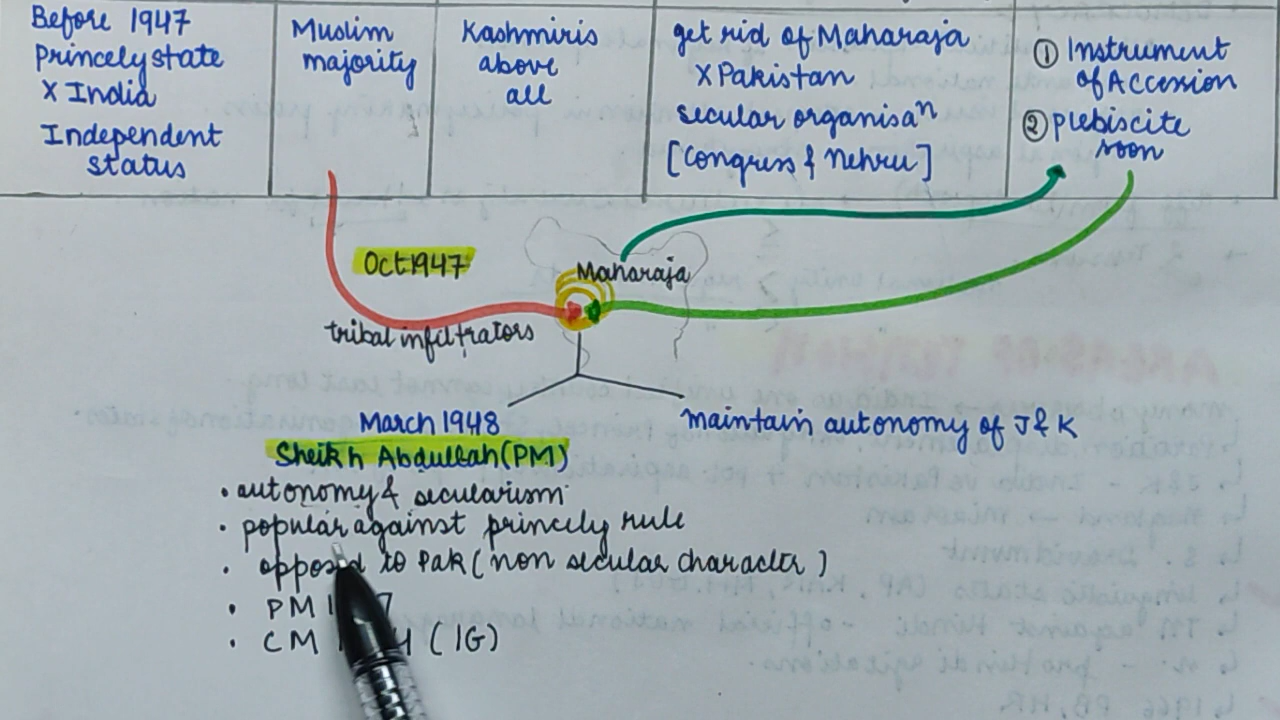 Before 1947
Princely state
X India
Independent
status
Muslim
majority
Kashmiris
above
all
get rid of Maharaja
X Pakistan
secular organisaⁿ
[Congress & Nehru]
① Instrument
of Accession
② Plebiscite
soon
Oct 1947
Maharaja
tribal infiltrators
March 1948
Sheikh Abdullah (PM)
maintain autonomy of J & K
• autonomy & secularism
• popular against princely rule
• opposed to Pak (non secular character)
• PM
• CM (IG)